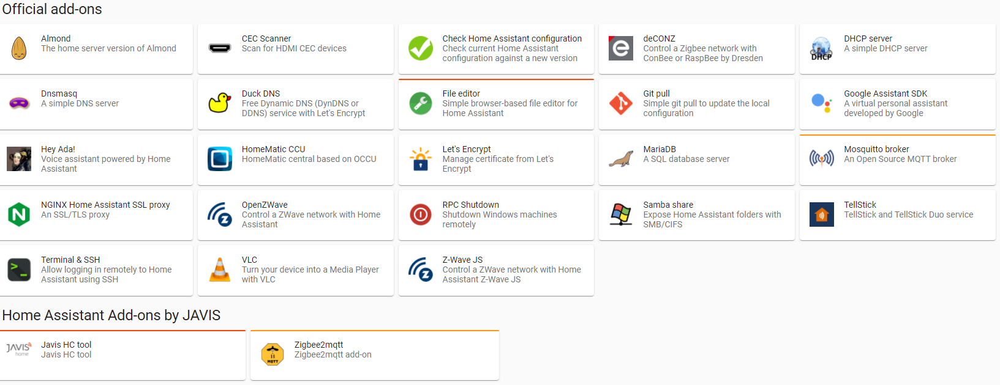 Official add-ons
Almond
The home server version of Almond
CEC Scanner
Scan for HDMI CEC devices
Check Home Assistant configuration
Check current Home Assistant
configuration against a new version
deCONZ
Control a Zigbee network with
ConBee or RaspBee by Dresden
DHCP
DHCP server
A simple DHCP server
Dnsmasq
A simple DNS server
Duck DNS
Free Dynamic DNS (DynDNS or
DDNS) service with Let's Encrypt
File editor
Simple browser-based file editor for
Home Assistant
Git pull
Simple git pull to update the local
configuration
Google Assistant SDK
A virtual personal assistant
developed by Google
Hey Ada!
Voice assistant powered by Home
Assistant
HomeMatic CCU
HomeMatic central based on OCCU
Let's Encrypt
Manage certificate from Let's
Encrypt
MariaDB
A SQL database server
Mosquitto broker
An Open Source MQTT broker
N
NGINX Home Assistant SSL proxy
An SSL/TLS proxy
Z
OpenZWave
Control a ZWave network with Home
Assistant
RPC Shutdown
Shutdown Windows machines
remotely
Samba share
Expose Home Assistant folders with
SMB/CIFS
TellStick
TellStick and TellStick Duo service
Terminal & SSH
Allow logging in remotely to Home
Assistant using SSH
VLC
Turn your device into a Media Player
with VLC
Z
Z-Wave JS
Control a ZWave network with Home
Assistant Z-Wave JS
Home Assistant Add-ons by JAVIS
JAVIS
home
Javis HC tool
Javis HC tool
MQTT
Zigbee2mqtt
Zigbee2mqtt add-on